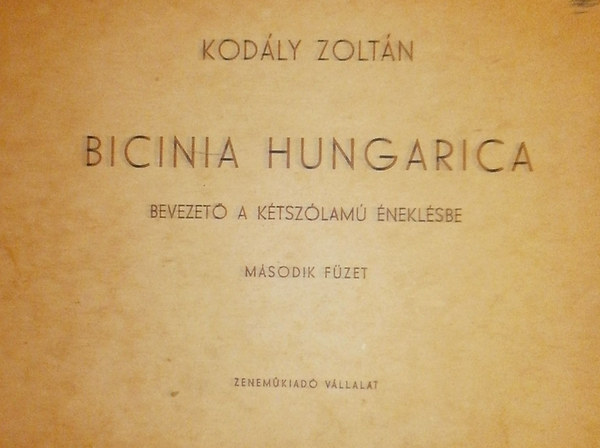 KODÁLY ZOLTÁN
BICINIA HUNGARICA
BEVEZETŐ A KÉTSZÓLAMÚ ÉNEKLÉSBE
MÁSODIK FÜZET
ZENEMŰKIADÓ VÁLLALAT